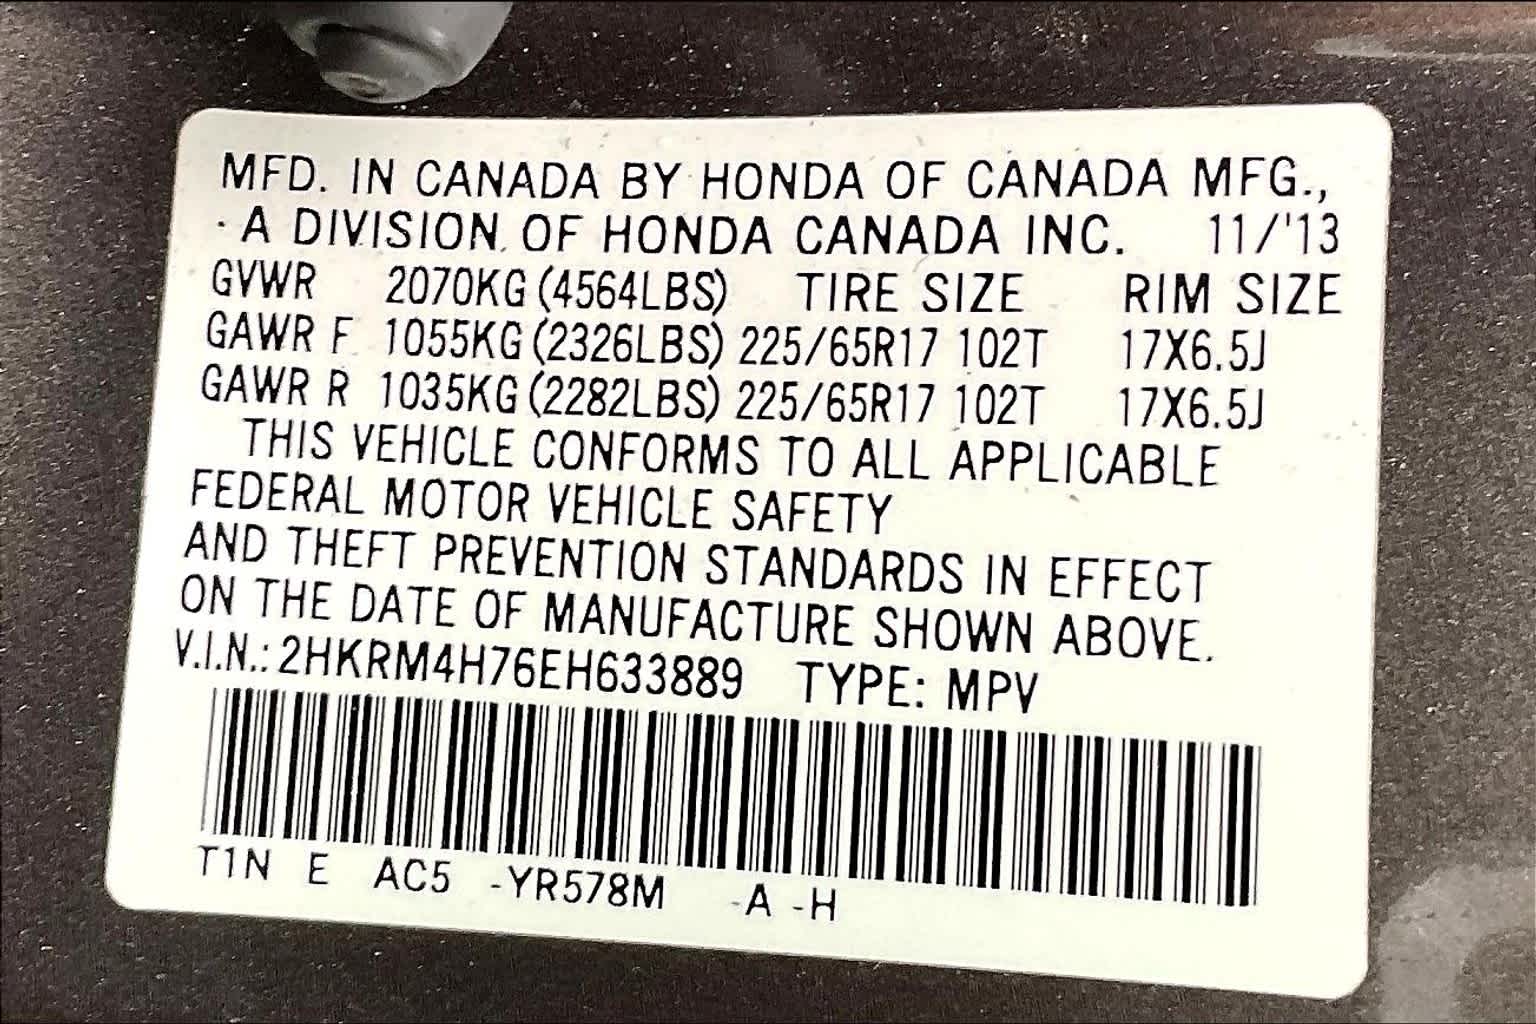 MFD. IN CANADA BY HONDA OF CANADA MFG.,
A DIVISION OF HONDA CANADA INC. 11/'13
GVWR 2070KG (4564LBS) TIRE SIZE RIM SIZE
GAWR F 1055KG (2326LBS) 225/65R17 102T 17X6.5J
GAWR R 1035KG (2282LBS) 225/65R17 102T 17X6.5J
THIS VEHICLE CONFORMS TO ALL APPLICABLE
FEDERAL MOTOR VEHICLE SAFETY
AND THEFT PREVENTION STANDARDS IN EFFECT
ON THE DATE OF MANUFACTURE SHOWN ABOVE.
V.I.N.: 2HKRM4H76EH633889 TYPE: MPV
T1N E AC5 -YR578M -A -H